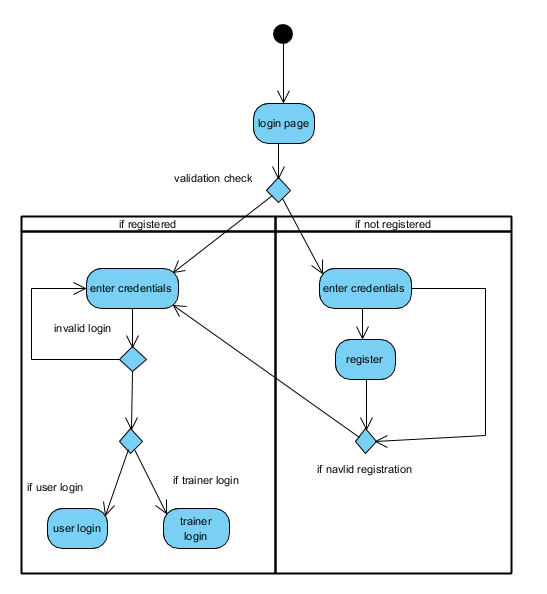 login page
validation check
if registered
if not registered
enter credentials
enter credentials
invalid login
register
if navlid registration
if trainer login
if user login
user login
trainer
login